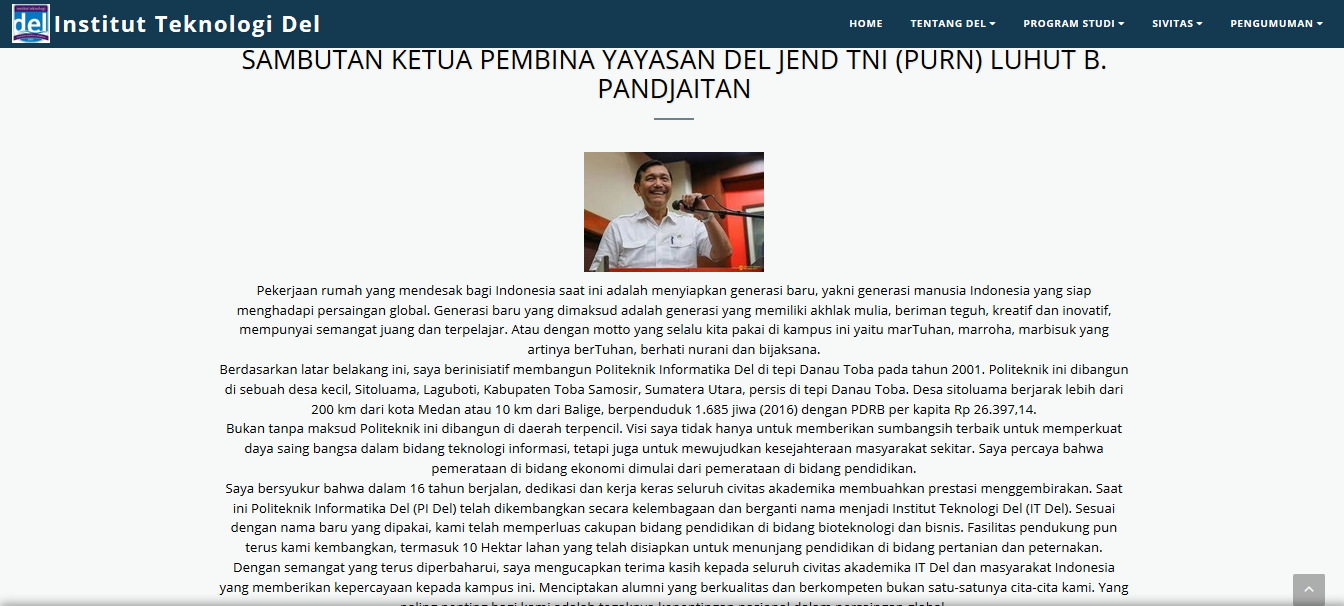 del
Institut Teknologi Del
HOME
TENTANG DEL
PROGRAM STUDI
SIVITAS
PENGUMUMAN
SAMBUTAN KETUA PEMBINA YAYASAN DEL JEND TNI (PURN) LUHUT B.
PANDJAITAN
Pekerjaan rumah yang mendesak bagi Indonesia saat ini adalah menyiapkan generasi baru, yakni generasi manusia Indonesia yang siap
menghadapi persaingan global. Generasi baru yang dimaksud adalah generasi yang memiliki akhlak mulia, beriman teguh, kreatif dan inovatif,
mempunyai semangat juang dan terpelajar. Atau dengan motto yang selalu kita pakai di kampus ini yaitu marTuhan, marroha, marbisuk yang
artinya berTuhan, berhati nurani dan bijaksana.
Berdasarkan latar belakang ini, saya berinisiatif membangun Politeknik Informatika Del di tepi Danau Toba pada tahun 2001. Politeknik ini dibangun
di sebuah desa kecil, Sitoluama, Laguboti, Kabupaten Toba Samosir, Sumatera Utara, persis di tepi Danau Toba. Desa sitoluama berjarak lebih dari
200 km dari kota Medan atau 10 km dari Balige, berpenduduk 1.685 jiwa (2016) dengan PDRB per kapita Rp 26.397,14.
Bukan tanpa maksud Politeknik ini dibangun di daerah terpencil. Visi saya tidak hanya untuk memberikan sumbangsih terbaik untuk memperkuat
daya saing bangsa dalam bidang teknologi informasi, tetapi juga untuk mewujudkan kesejahteraan masyarakat sekitar. Saya percaya bahwa
pemerataan di bidang ekonomi dimulai dari pemerataan di bidang pendidikan.
Saya bersyukur bahwa dalam 16 tahun berjalan, dedikasi dan kerja keras seluruh civitas akademika membuahkan prestasi menggembirakan. Saat
ini Politeknik Informatika Del (PI Del) telah dikembangkan secara kelembagaan dan berganti nama menjadi Institut Teknologi Del (IT Del). Sesuai
dengan nama baru yang dipakai, kami telah memperluas cakupan bidang pendidikan di bidang bioteknologi dan bisnis. Fasilitas pendukung pun
terus kami kembangkan, termasuk 10 Hektar lahan yang telah disiapkan untuk menunjang pendidikan di bidang pertanian dan peternakan.
Dengan semangat yang terus diperbaharui, saya mengucapkan terima kasih kepada seluruh civitas akademika IT Del dan masyarakat Indonesia
yang memberikan kepercayaan kepada kampus ini. Menciptakan alumni yang berkualitas dan berkompeten bukan satu-satunya cita-cita kami. Yang
paling penting bagi kami adalah tegaknya kepentingan nasional dalam persaingan global.